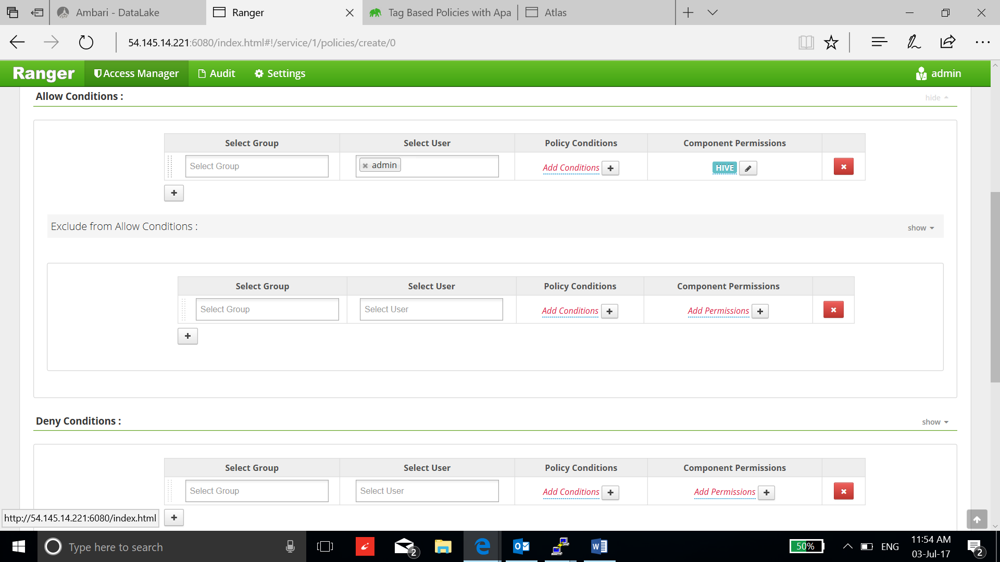 Ambari - DataLake
Ranger
Tag Based Policies with Apa
Atlas
54.145.14.221:6080/index.html#!/service/1/policies/create/0
Ranger
Access Manager
Audit
Settings
admin
Allow Conditions :
hide
Select Group
Select User
Policy Conditions
Component Permissions
Select Group
admin
Add Conditions
HIVE
Exclude from Allow Conditions :
show
Select Group
Select User
Policy Conditions
Component Permissions
Select Group
Select User
Add Conditions
Add Permissions
Deny Conditions :
show
Select Group
Select User
Policy Conditions
Component Permissions
Select Group
Select User
Add Conditions
Add Permissions
http://54.145.14.221:6080/index.html
Type here to search
2
50%
ENG
11:54 AM
03-Jul-17
2